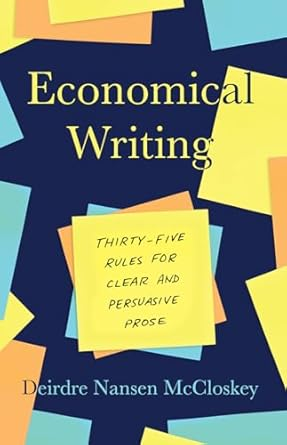 Economical
Writing
THIRTY-FIVE
RULES FOR
CLEAR AND
PERSUASIVE
PROSE
Deirdre Nansen McCloskey